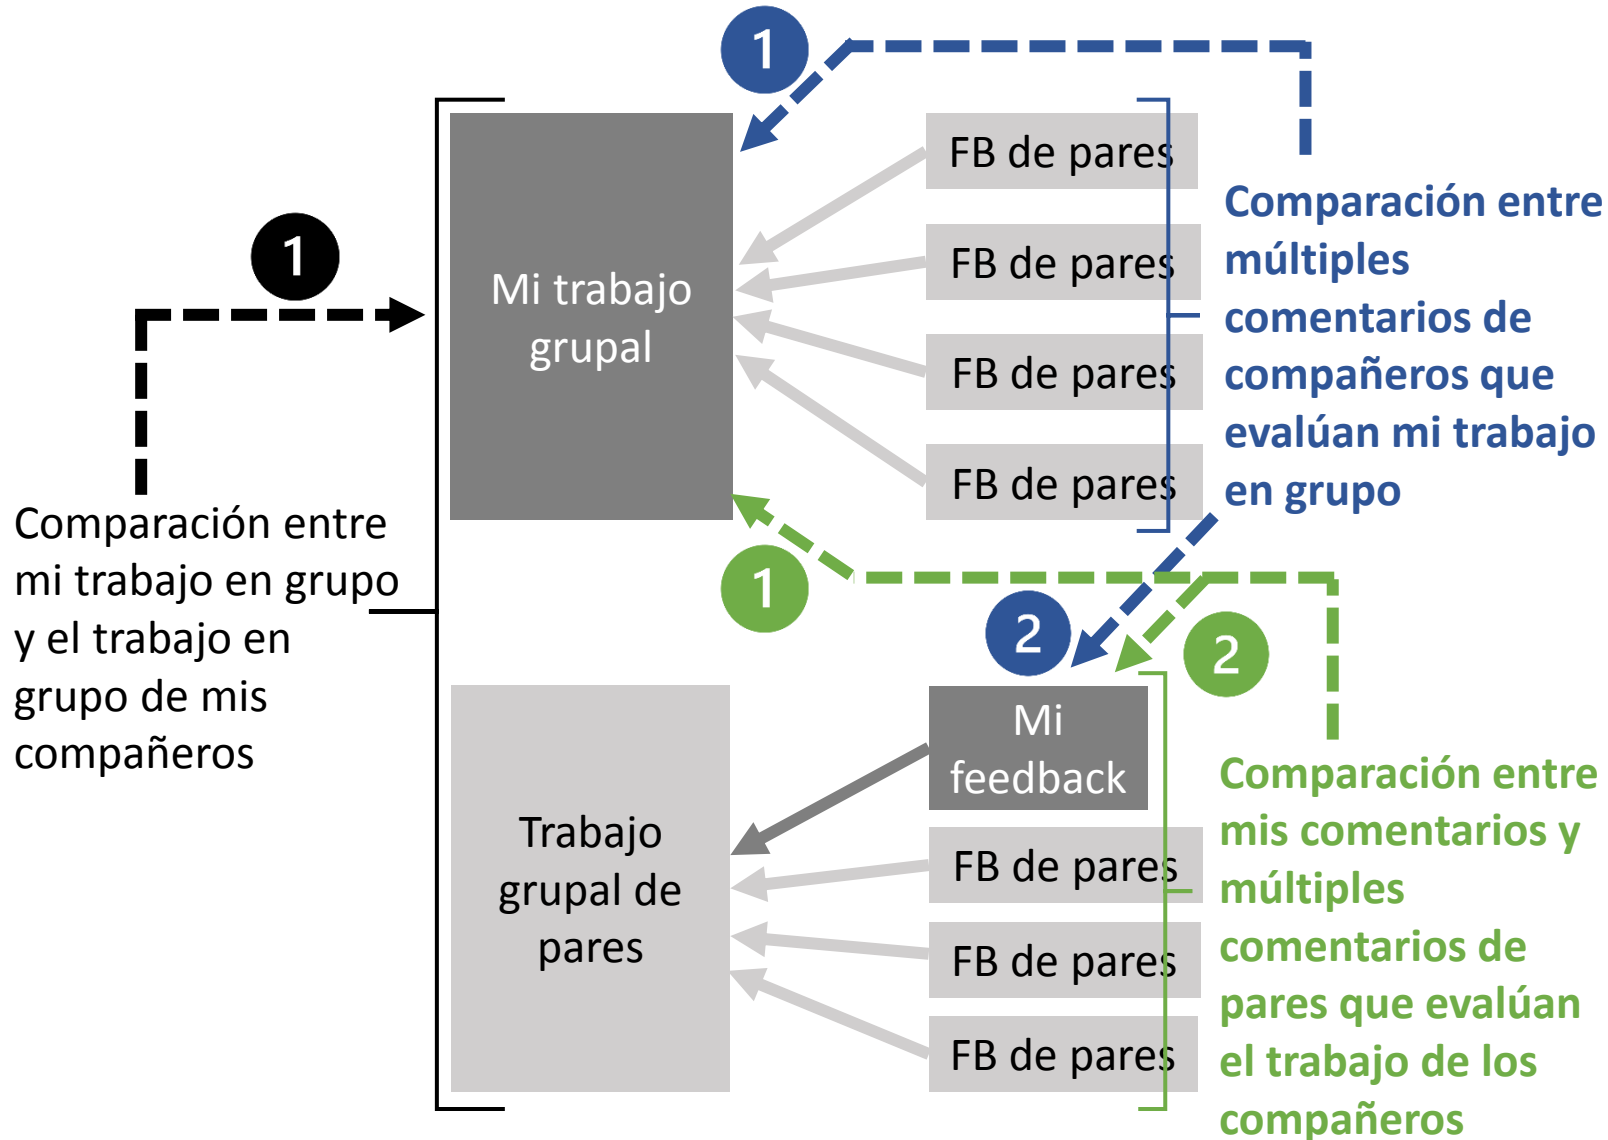 1
Comparación entre
mi trabajo en grupo
y el trabajo en
grupo de mis
compañeros
Mi trabajo
grupal
1
FB de pares
FB de pares
FB de pares
FB de pares
Comparación entre
múltiples
comentarios de
compañeros que
evalúan mi trabajo
en grupo
1
2
2
Trabajo
grupal de
pares
Mi
feedback
FB de pares
FB de pares
FB de pares
Comparación entre
mis comentarios y
múltiples
comentarios de
pares que evalúan
el trabajo de los
compañeros